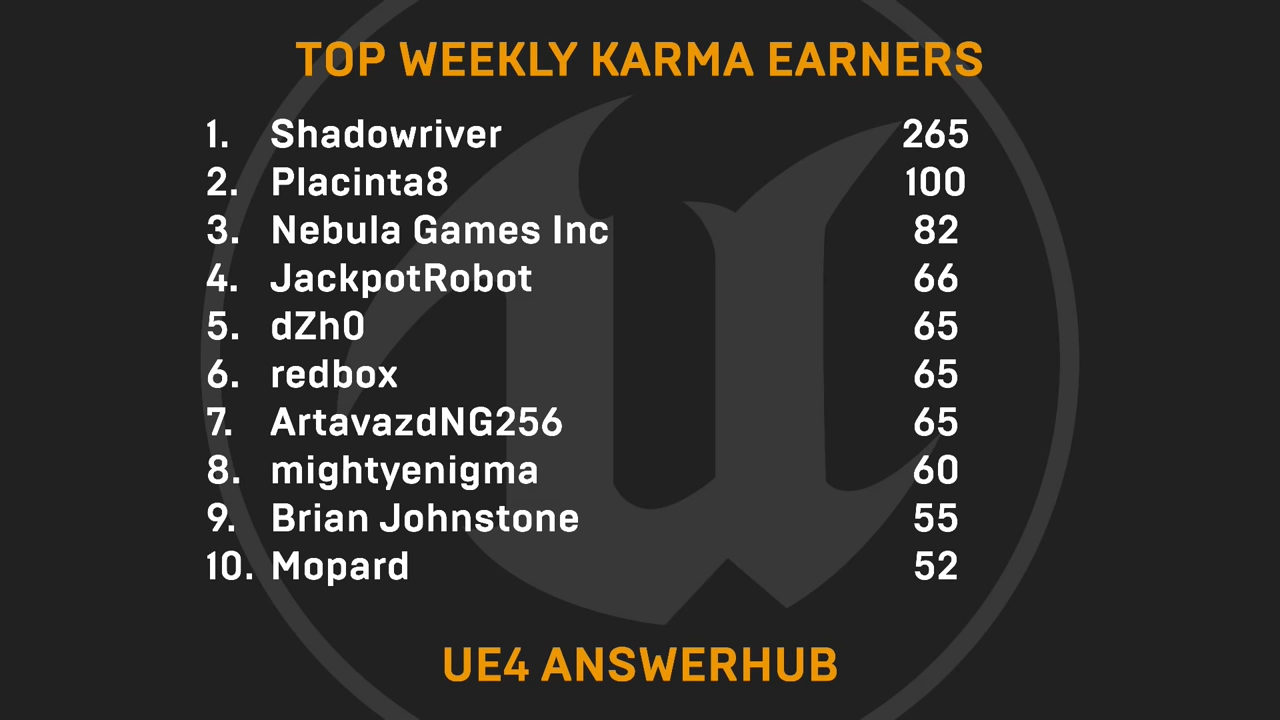 TOP WEEKLY KARMA EARNERS
1. Shadowriver 265
2. Placinta8 100
3. Nebula Games Inc 82
4. JackpotRobot 66
5. dZh0 65
6. redbox 65
7. ArtavazdNG256 65
8. mightyenigma 60
9. Brian Johnstone 55
10. Mopard 52
UE4 ANSWERHUB